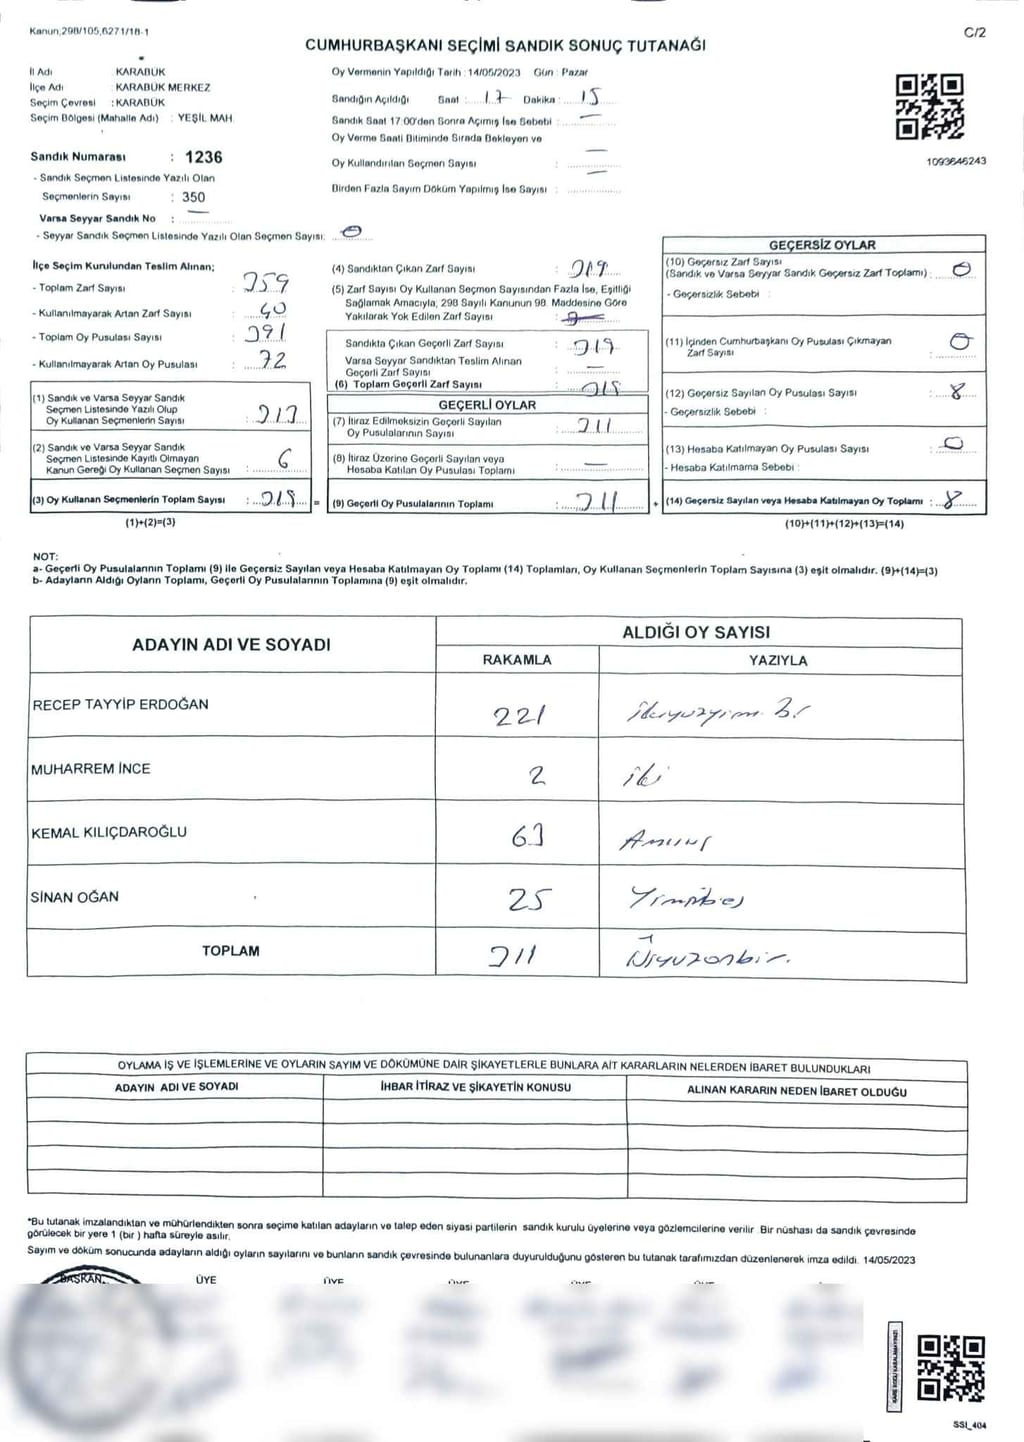 Kanun,298/105,6271/18-1
C/2
CUMHURBAŞKANI SEÇİMİ SANDIK SONUÇ TUTANAĞI
İl Adı : KARABÜK
İlçe Adı : KARABÜK MERKEZ
Seçim Çevresi : KARABÜK
Seçim Bölgesi (Mahalle Adı) : YEŞİL MAH.
Sandık Numarası : 1236
- Sandık Seçmen Listesinde Yazılı Olan
Seçmenlerin Sayısı : 350
Varsa Seyyar Sandık No : —
- Seyyar Sandık Seçmen Listesinde Yazılı Olan Seçmen Sayısı: 0
Oy Vermenin Yapıldığı Tarih : 14/05/2023 Gün : Pazar
Sandığın Açıldığı Saat : 17 Dakika : 15
Sandık Saat 17:00'den Sonra Açımış İse Sebebi : —
Oy Verme Saati Bitiminde Sırada Bekleyen ve
Oy Kullandırılan Seçmen Sayısı : —
Birden Fazla Sayım Döküm Yapılmış İse Sayısı : —
1093646243
İlçe Seçim Kurulundan Teslim Alınan;
- Toplam Zarf Sayısı : 359
- Kullanılmayarak Artan Zarf Sayısı : 40
- Toplam Oy Pusulası Sayısı : 391
- Kullanılmayarak Artan Oy Pusulası : 72
(1) Sandık ve Varsa Seyyar Sandık
Seçmen Listesinde Yazılı Olup
Oy Kullanan Seçmenlerin Sayısı : 313
(2) Sandık ve Varsa Seyyar Sandık
Seçmen Listesinde Kayıtlı Olmayan
Kanun Gereği Oy Kullanan Seçmen Sayısı : 6
(3) Oy Kullanan Seçmenlerin Toplam Sayısı : 319 =
(1)+(2)=(3)
(4) Sandıktan Çıkan Zarf Sayısı : 319
(5) Zarf Sayısı Oy Kullanan Seçmen Sayısından Fazla İse, Eşitliği
Sağlamak Amacıyla, 298 Sayılı Kanunun 98. Maddesine Göre
Yakılarak Yok Edilen Zarf Sayısı :
Sandıkta Çıkan Geçerli Zarf Sayısı : 319
Varsa Seyyar Sandıktan Teslim Alınan
Geçerli Zarf Sayısı : —
(6) Toplam Geçerli Zarf Sayısı : 319
GEÇERLİ OYLAR
(7) İtiraz Edilmeksizin Geçerli Sayılan
Oy Pusulalarının Sayısı : 311
(8) İtiraz Üzerine Geçerli Sayılan veya
Hesaba Katılan Oy Pusulası Toplamı : —
(9) Geçerli Oy Pusulalarının Toplamı : 311 +
GEÇERSİZ OYLAR
(10) Geçersiz Zarf Sayısı
(Sandık ve Varsa Seyyar Sandık Geçersiz Zarf Toplamı) : 0
- Geçersizlik Sebebi :
(11) İçinden Cumhurbaşkanı Oy Pusulası Çıkmayan
Zarf Sayısı : 0
(12) Geçersiz Sayılan Oy Pusulası Sayısı : 8
- Geçersizlik Sebebi :
(13) Hesaba Katılmayan Oy Pusulası Sayısı : 0
- Hesaba Katılmama Sebebi :
(14) Geçersiz Sayılan veya Hesaba Katılmayan Oy Toplamı : 8
(10)+(11)+(12)+(13)=(14)
NOT:
a- Geçerli Oy Pusulalarının Toplamı (9) ile Geçersiz Sayılan veya Hesaba Katılmayan Oy Toplamı (14) Toplamları, Oy Kullanan Seçmenlerin Toplam Sayısına (3) eşit olmalıdır. (9)+(14)=(3)
b- Adayların Aldığı Oyların Toplamı, Geçerli Oy Pusulalarının Toplamına (9) eşit olmalıdır.
ADAYIN ADI VE SOYADI
ALDIĞI OY SAYISI
RAKAMLA YAZIYLA
RECEP TAYYİP ERDOĞAN 221 ikiyüzyirmi bir
MUHARREM İNCE 2 iki
KEMAL KILIÇDAROĞLU 63 Altmışüç
SİNAN OĞAN 25 Yirmibeş
TOPLAM 311 Üçyüzonbir.
OYLAMA İŞ VE İŞLEMLERİNE VE OYLARIN SAYIM VE DÖKÜMÜNE DAİR ŞİKAYETLERLE BUNLARA AİT KARARLARIN NELERDEN İBARET BULUNDUKLARI
ADAYIN ADI VE SOYADI İHBAR İTİRAZ VE ŞİKAYETİN KONUSU ALINAN KARARIN NEDEN İBARET OLDUĞU
*Bu tutanak imzalandıktan ve mühürlendikten sonra seçime katılan adayların ve talep eden siyasi partilerin sandık kurulu üyelerine veya gözlemcilerine verilir. Bir nüshası da sandık çevresinde
görülecek bir yere 1 (bir ) hafta süreyle asılır.
Sayım ve döküm sonucunda adayların aldığı oyların sayılarını ve bunların sandık çevresinde bulunanlara duyurulduğunu gösteren bu tutanak tarafımızdan düzenlenerek imza edildi. 14/05/2023
BAŞKAN ÜYE ÜYE ÜYE ÜYE ÜYE ÜYE
KARE KODU KARALAMAYINIZ!
SSI_404